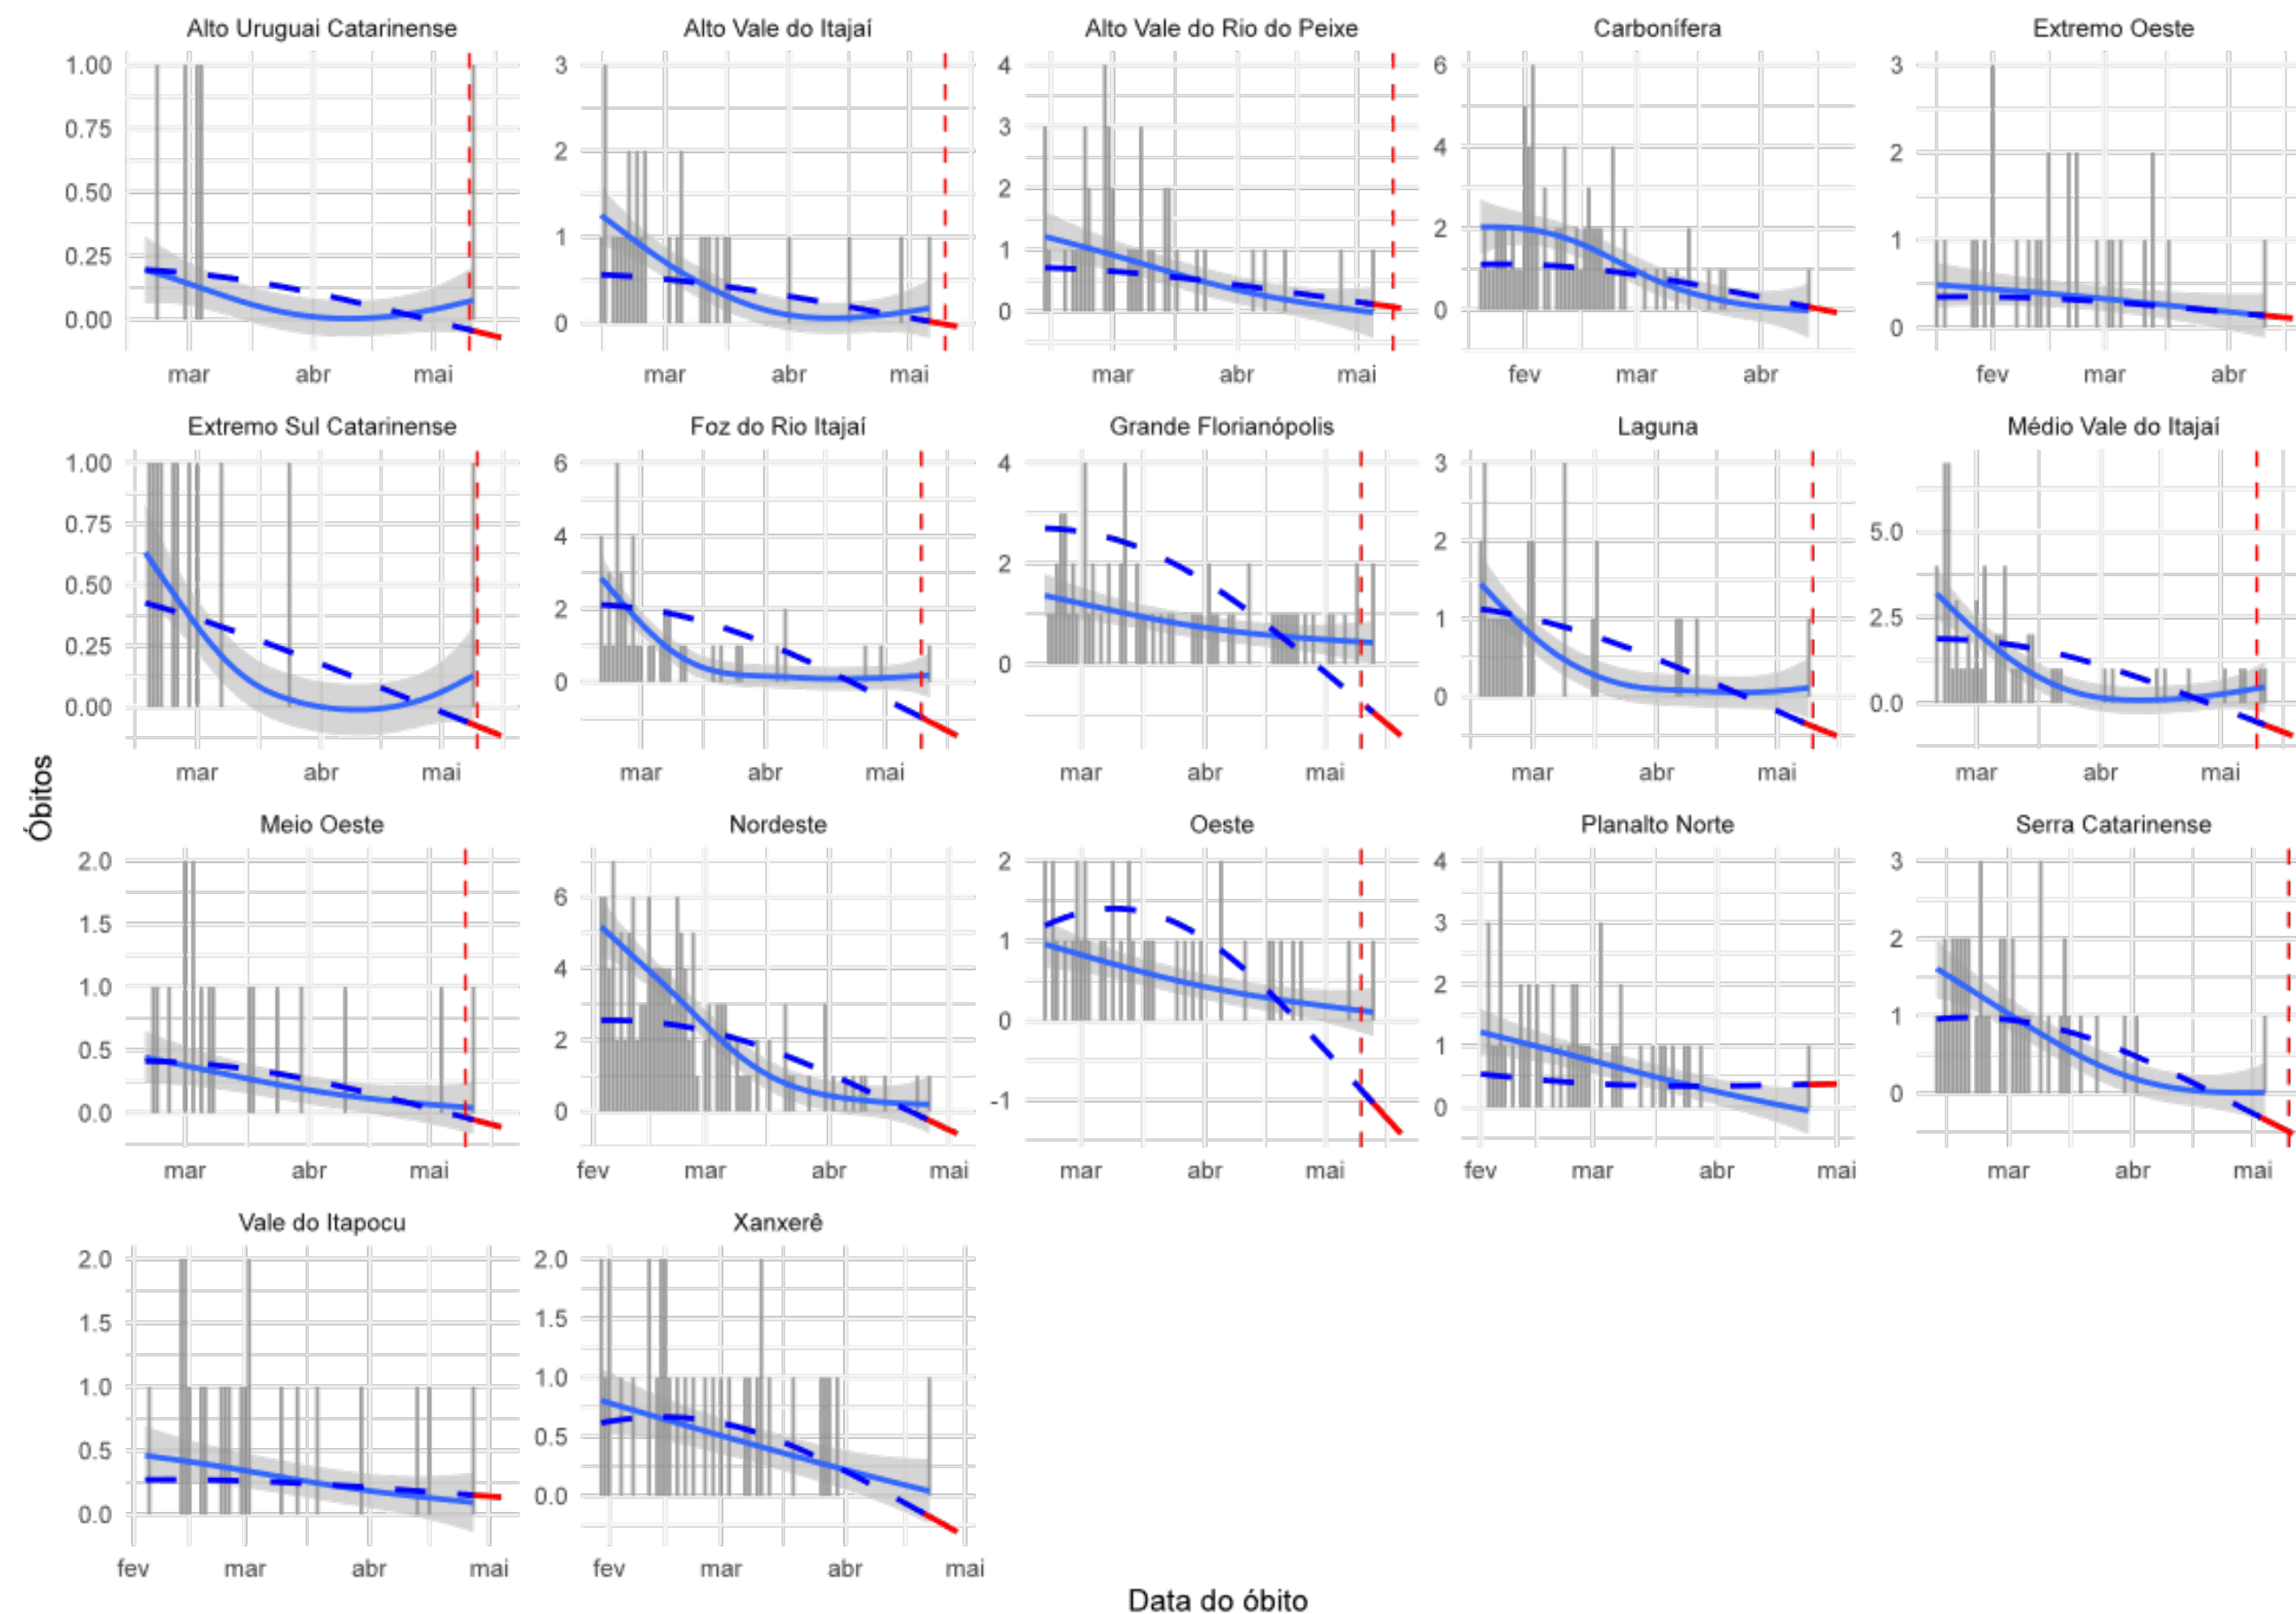 Alto Uruguai Catarinense
Alto Vale do Itajaí
Alto Vale do Rio do Peixe
Carbonífera
Extremo Oeste
1.00
0.75
0.50
0.25
0.00
3
2
1
0
4
3
2
1
0
6
4
2
0
3
2
1
0
mar abr mai
mar abr mai
mar abr mai
fev mar abr
fev mar abr
Extremo Sul Catarinense
Foz do Rio Itajaí
Grande Florianópolis
Laguna
Médio Vale do Itajaí
1.00
0.75
0.50
0.25
0.00
6
4
2
0
4
2
0
3
2
1
0
5.0
2.5
0.0
mar abr mai
mar abr mai
mar abr mai
mar abr mai
mar abr mai
Óbitos
Meio Oeste
Nordeste
Oeste
Planalto Norte
Serra Catarinense
2.0
1.5
1.0
0.5
0.0
6
4
2
0
2
1
0
-1
4
3
2
1
0
3
2
1
0
mar abr mai
fev mar abr mai
mar abr mai
fev mar abr mai
mar abr mai
Vale do Itapocu
Xanxerê
2.0
1.5
1.0
0.5
0.0
2.0
1.5
1.0
0.5
0.0
fev mar abr mai
fev mar abr mai
Data do óbito